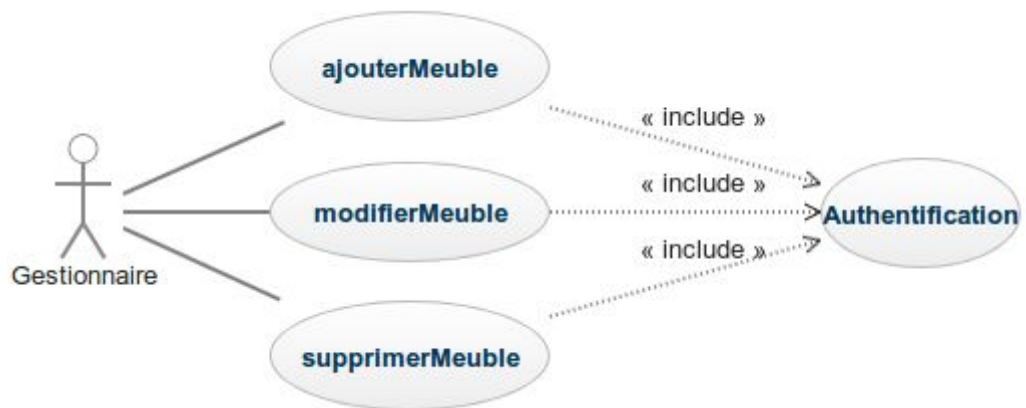 ajouterMeuble
« include »
« include »
modifierMeuble
Authentification
« include »
Gestionnaire
supprimerMeuble